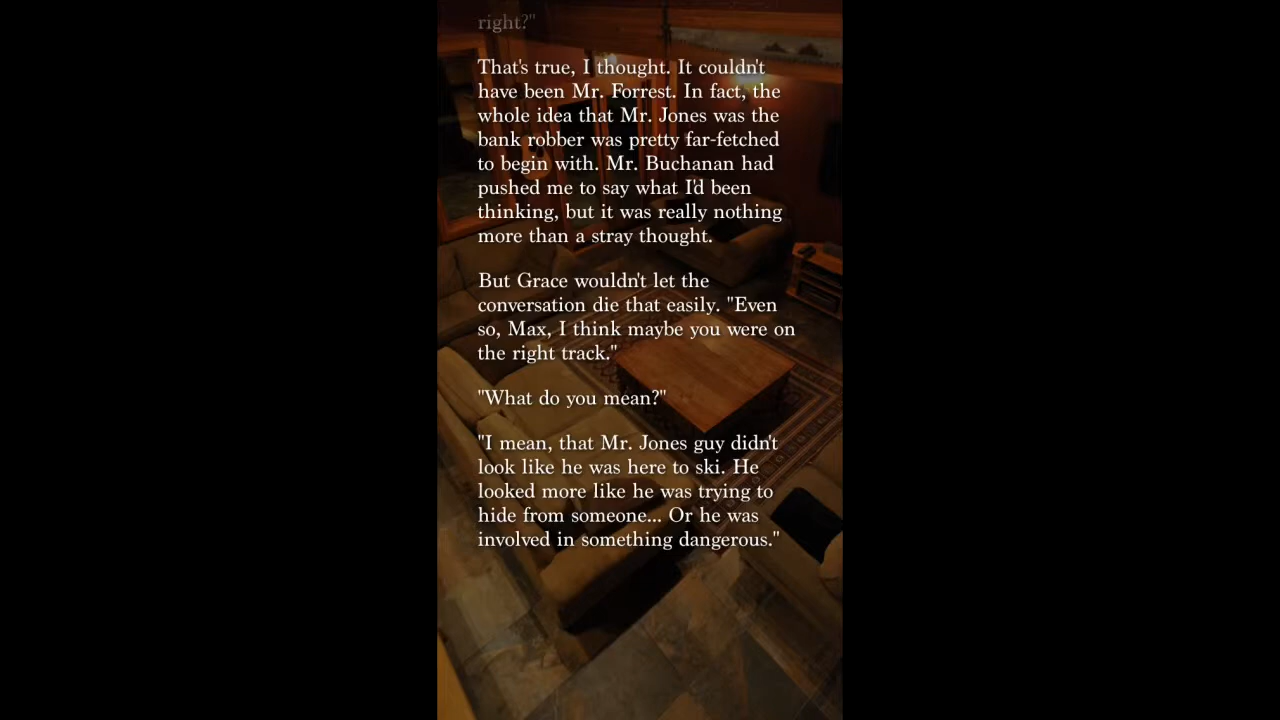 right?"
That's true, I thought. It couldn't
have been Mr. Forrest. In fact, the
whole idea that Mr. Jones was the
bank robber was pretty far-fetched
to begin with. Mr. Buchanan had
pushed me to say what I'd been
thinking, but it was really nothing
more than a stray thought.
But Grace wouldn't let the
conversation die that easily. "Even
so, Max, I think maybe you were on
the right track."
"What do you mean?"
"I mean, that Mr. Jones guy didn't
look like he was here to ski. He
looked more like he was trying to
hide from someone... Or he was
involved in something dangerous."